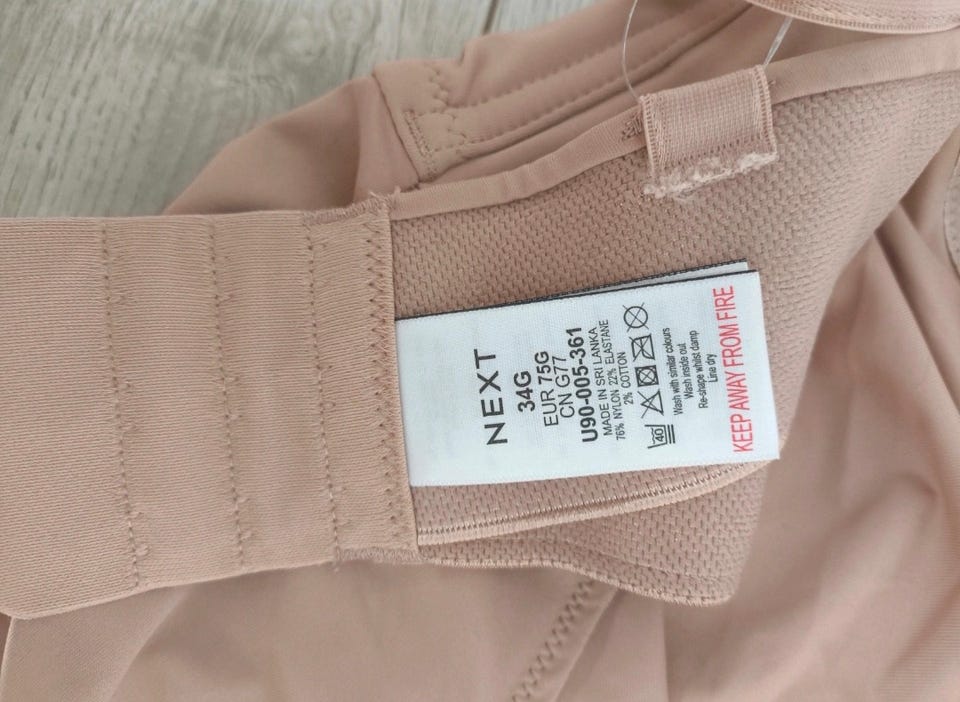 NEXT
34G
EUR 75G
CN G77
U90-005-361
MADE IN SRI LANKA
76% NYLON 22% ELASTANE
2% COTTON
40
Wash with similar colours
Wash inside out
Re-shape whilst damp
Line dry
KEEP AWAY FROM FIRE